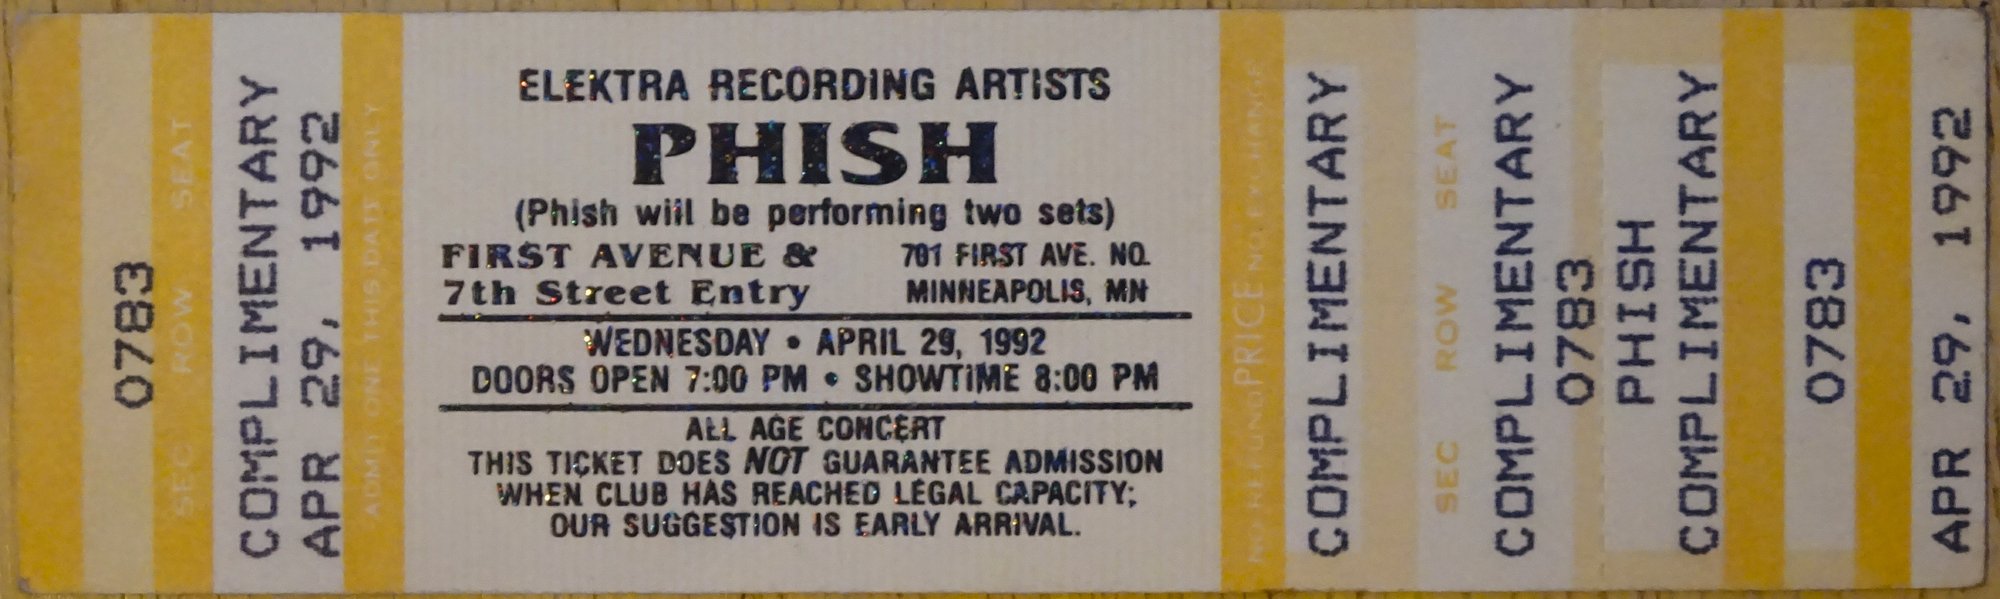 0783
SEC ROW SEAT
COMPLIMENTARY
APR 29, 1992
ADMIT ONE THIS DATE ONLY
ELEKTRA RECORDING ARTISTS
PHISH
(Phish will be performing two sets)
FIRST AVENUE & 701 FIRST AVE. NO.
7th Street Entry MINNEAPOLIS, MN
WEDNESDAY • APRIL 29, 1992
DOORS OPEN 7:00 PM • SHOWTIME 8:00 PM
ALL AGE CONCERT
THIS TICKET DOES NOT GUARANTEE ADMISSION
WHEN CLUB HAS REACHED LEGAL CAPACITY;
OUR SUGGESTION IS EARLY ARRIVAL.
NO REFUND PRICE NO EXCHANGE
COMPLIMENTARY
SEC ROW SEAT
COMPLIMENTARY
0783
PHISH
COMPLIMENTARY
0783
APR 29, 1992